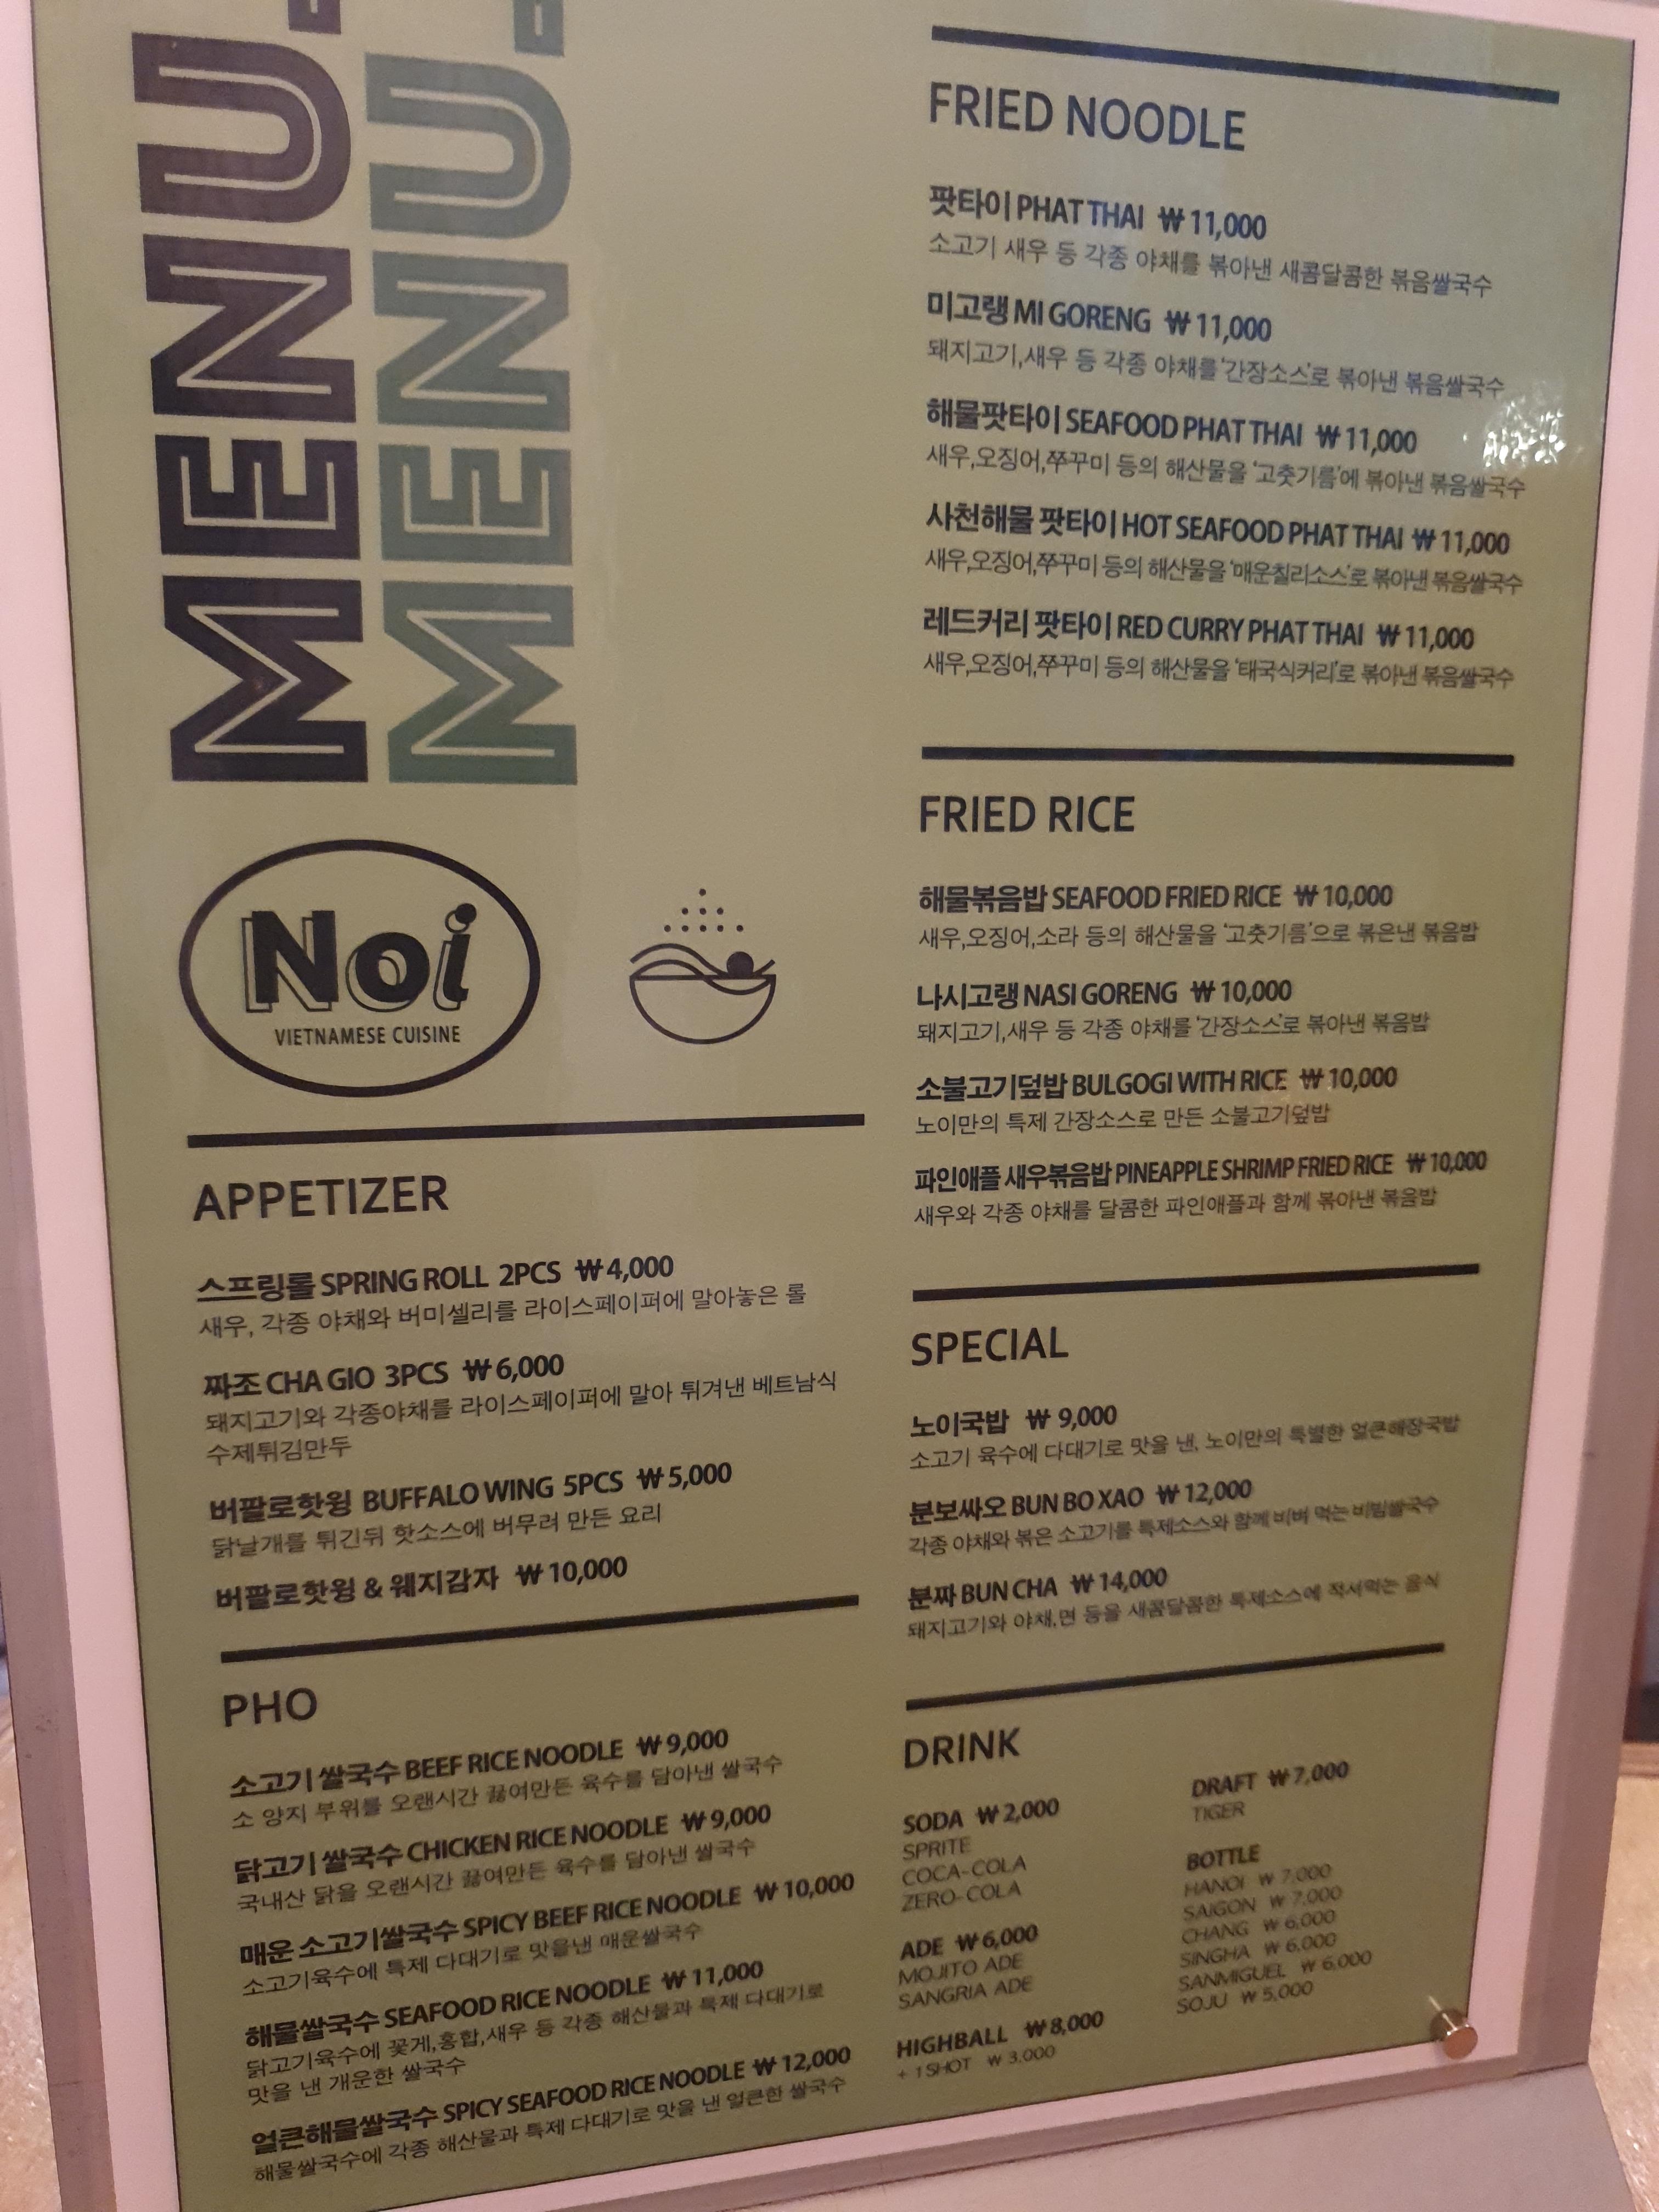 MENU
MENU
Noi
VIETNAMESE CUISINE
APPETIZER
스프링롤 SPRING ROLL 2PCS ₩4,000
새우, 각종 야채와 버미셀리를 라이스페이퍼에 말아놓은 롤
짜조 CHA GIO 3PCS ₩6,000
돼지고기와 각종야채를 라이스페이퍼에 말아 튀겨낸 베트남식
수제튀김만두
버팔로핫윙 BUFFALO WING 5PCS ₩5,000
닭날개를 튀긴뒤 핫소스에 버무려 만든 요리
버팔로핫윙 & 웨지감자 ₩10,000
PHO
소고기 쌀국수 BEEF RICE NOODLE ₩9,000
소 양지 부위를 오랜시간 끓여만든 육수를 담아낸 쌀국수
닭고기 쌀국수 CHICKEN RICE NOODLE ₩9,000
국내산 닭을 오랜시간 끓여만든 육수를 담아낸 쌀국수
매운 소고기쌀국수 SPICY BEEF RICE NOODLE ₩10,000
소고기육수에 특제 다대기로 맛을낸 매운쌀국수
해물쌀국수 SEAFOOD RICE NOODLE ₩11,000
닭고기육수에 꽃게,홍합,새우 등 각종 해산물과 특제 다대기로
맛을 낸 개운한 쌀국수
얼큰해물쌀국수 SPICY SEAFOOD RICE NOODLE ₩12,000
해물쌀국수에 각종 해산물과 특제 다대기로 맛을 낸 얼큰한 쌀국수
FRIED NOODLE
팟타이 PHAT THAI ₩11,000
소고기 새우 등 각종 야채를 볶아낸 새콤달콤한 볶음쌀국수
미고랭 MI GORENG ₩11,000
돼지고기,새우 등 각종 야채를 '간장소스'로 볶아낸 볶음쌀국수
해물팟타이 SEAFOOD PHAT THAI ₩11,000
새우,오징어,쭈꾸미 등의 해산물을 '고춧기름'에 볶아낸 볶음쌀국수
사천해물 팟타이 HOT SEAFOOD PHAT THAI ₩11,000
새우,오징어,쭈꾸미 등의 해산물을 '매운칠리소스'로 볶아낸 볶음쌀국수
레드커리 팟타이 RED CURRY PHAT THAI ₩11,000
새우,오징어,쭈꾸미 등의 해산물을 '태국식커리'로 볶아낸 볶음쌀국수
FRIED RICE
해물볶음밥 SEAFOOD FRIED RICE ₩10,000
새우,오징어,소라 등의 해산물을 '고춧기름'으로 볶은낸 볶음밥
나시고랭 NASI GORENG ₩10,000
돼지고기,새우 등 각종 야채를 '간장소스'로 볶아낸 볶음밥
소불고기덮밥 BULGOGI WITH RICE ₩10,000
노이만의 특제 간장소스로 만든 소불고기덮밥
파인애플 새우볶음밥 PINEAPPLE SHRIMP FRIED RICE ₩10,000
새우와 각종 야채를 달콤한 파인애플과 함께 볶아낸 볶음밥
SPECIAL
노이국밥 ₩9,000
소고기 육수에 다대기로 맛을 낸, 노이만의 특별한 얼큰해장국밥
분보싸오 BUN BO XAO ₩12,000
각종 야채와 볶은 소고기를 특제소스와 함께 비벼 먹는 비빔쌀국수
분짜 BUN CHA ₩14,000
돼지고기와 야채,면 등을 새콤달콤한 특제소스에 적셔먹는 음식
DRINK
SODA ₩2,000
SPRITE
COCA-COLA
ZERO-COLA
ADE ₩6,000
MOJITO ADE
SANGRIA ADE
HIGHBALL ₩8,000
+ 1SHOT ₩3.000
DRAFT ₩7,000
TIGER
BOTTLE
HANOI ₩7,000
SAIGON ₩7,000
CHANG ₩6,000
SINGHA ₩6,000
SANMIGUEL ₩6,000
SOJU ₩5,000